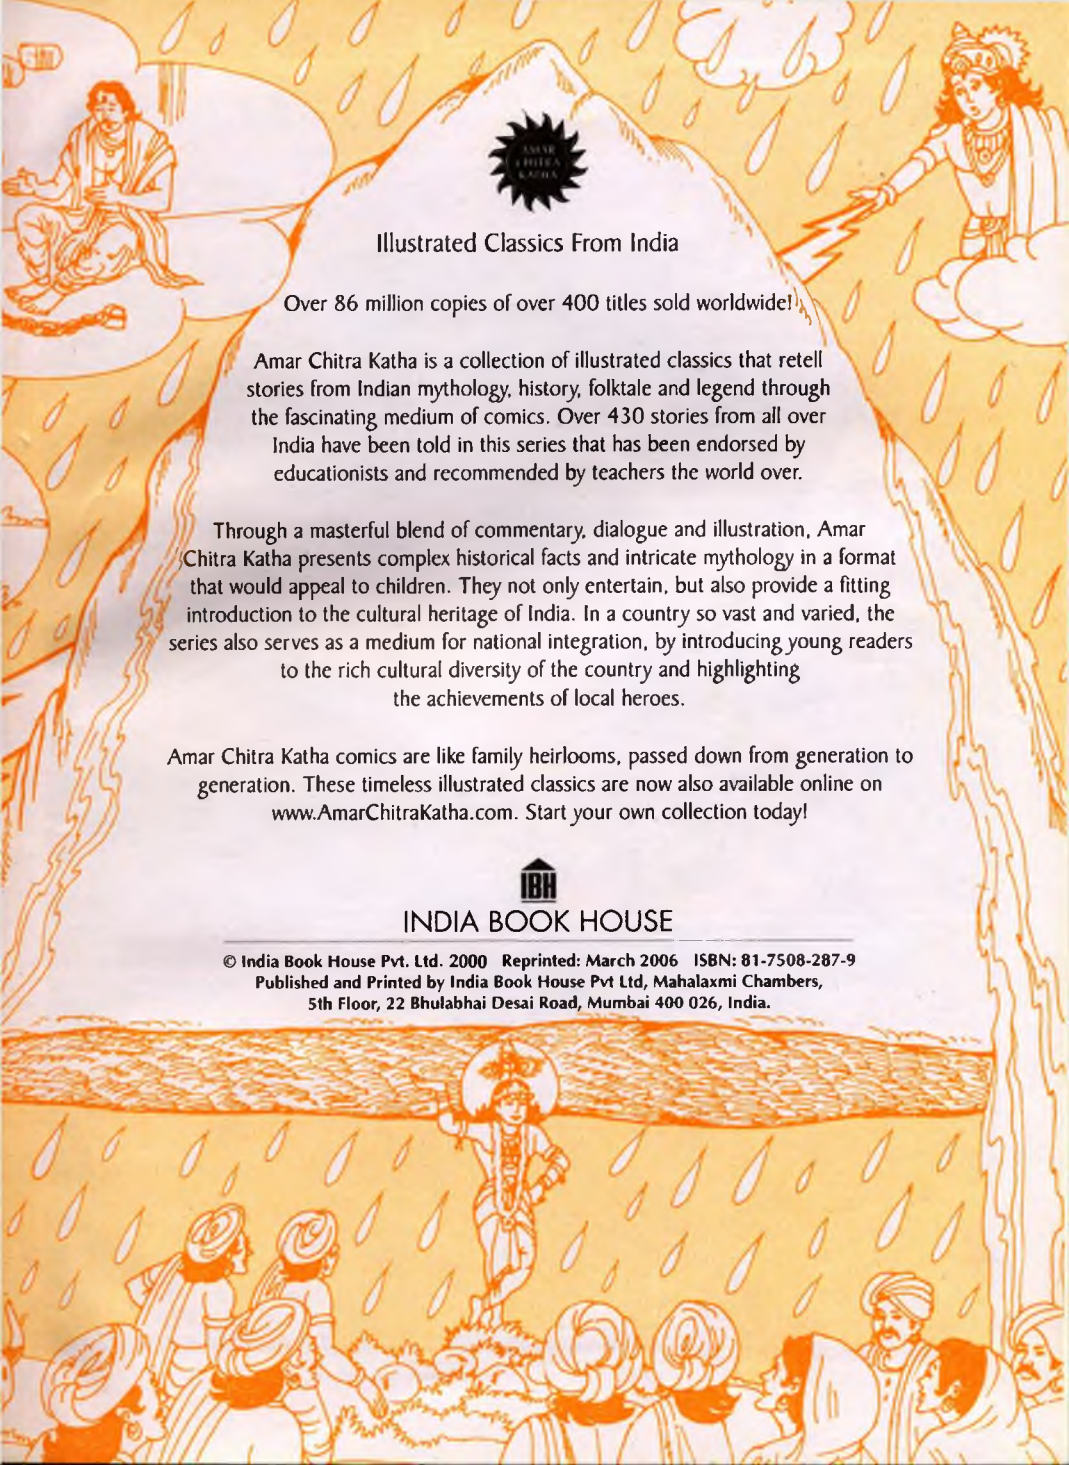 AMAR
CHITRA
KATHA
Illustrated Classics From India
Over 86 million copies of over 400 titles sold worldwide!
Amar Chitra Katha is a collection of illustrated classics that retell
stories from Indian mythology, history, folktale and legend through
the fascinating medium of comics. Over 430 stories from all over
India have been told in this series that has been endorsed by
educationists and recommended by teachers the world over.
Through a masterful blend of commentary, dialogue and illustration, Amar
Chitra Katha presents complex historical facts and intricate mythology in a format
that would appeal to children. They not only entertain, but also provide a fitting
introduction to the cultural heritage of India. In a country so vast and varied, the
series also serves as a medium for national integration, by introducing young readers
to the rich cultural diversity of the country and highlighting
the achievements of local heroes.
Amar Chitra Katha comics are like family heirlooms, passed down from generation to
generation. These timeless illustrated classics are now also available online on
www.AmarChitraKatha.com. Start your own collection today!
IBH
INDIA BOOK HOUSE
© India Book House Pvt. Ltd. 2000 Reprinted: March 2006 ISBN: 81-7508-287-9
Published and Printed by India Book House Pvt Ltd, Mahalaxmi Chambers,
5th Floor, 22 Bhulabhai Desai Road, Mumbai 400 026, India.